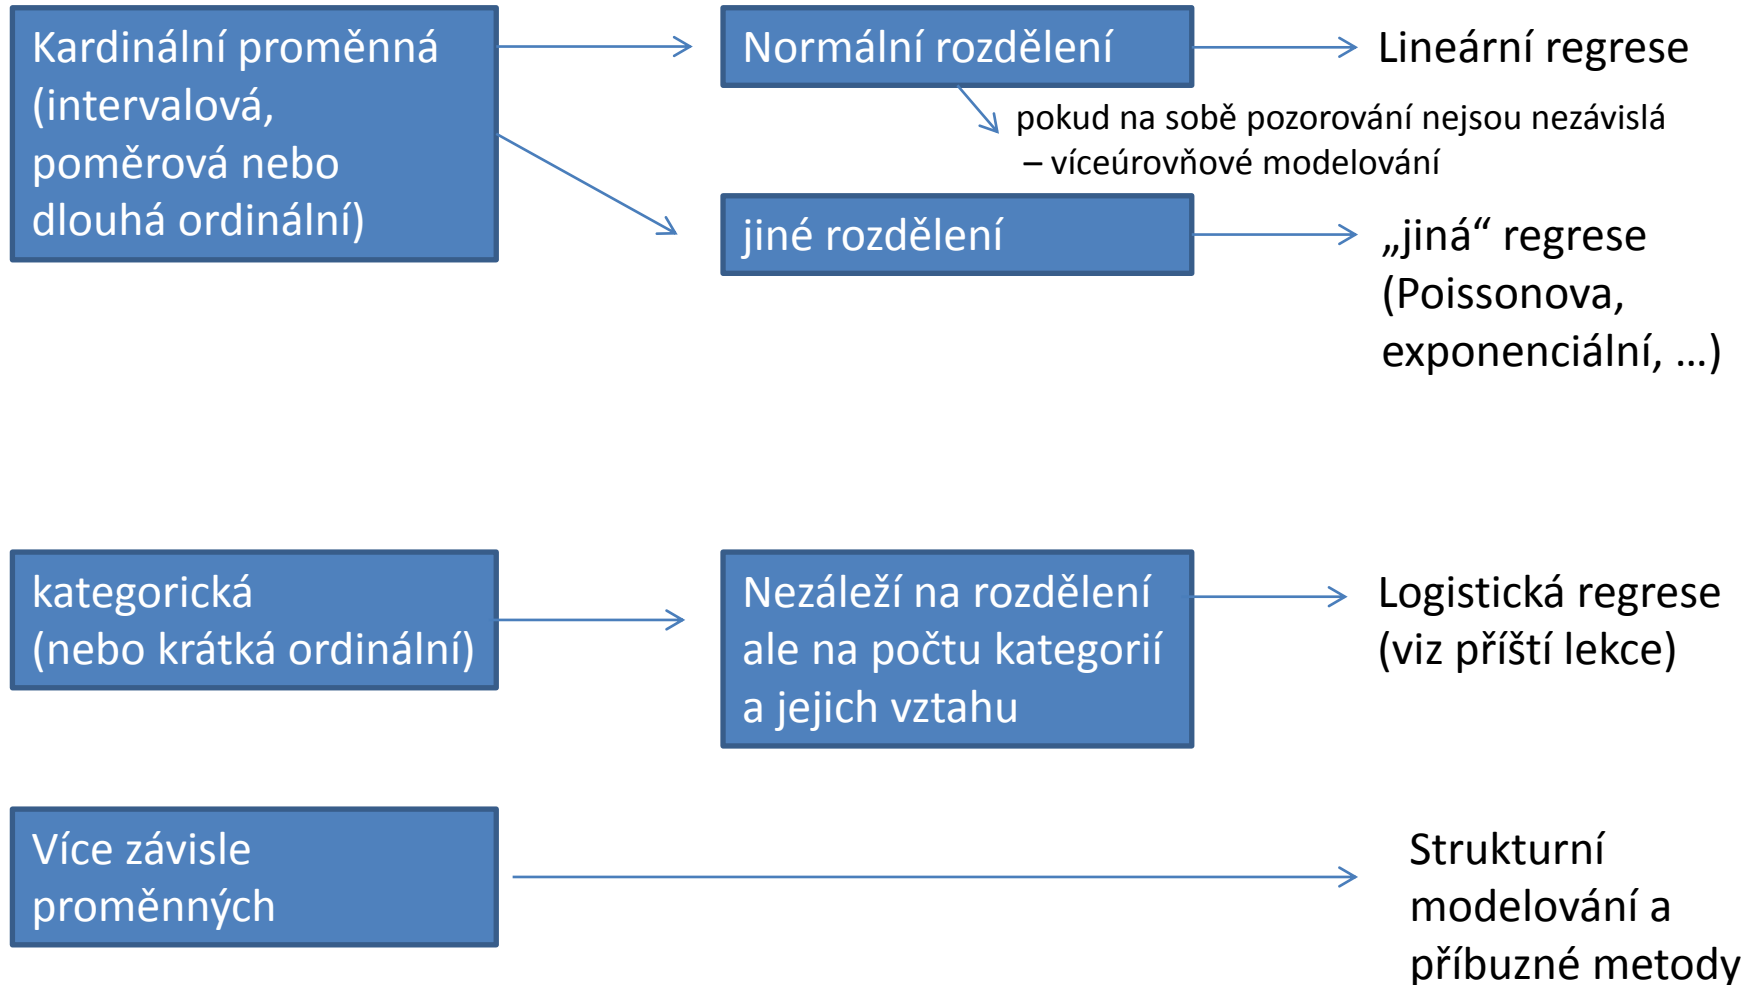 Kardinální proměnná
(intervalová,
poměrová nebo
dlouhá ordinální)
Normální rozdělení
Lineární regrese
pokud na sobě pozorování nejsou nezávislá
– víceúrovňové modelování
jiné rozdělení
„jiná“ regrese
(Poissonova,
exponenciální, …)
kategorická
(nebo krátká ordinální)
Nezáleží na rozdělení
ale na počtu kategorií
a jejich vztahu
Logistická regrese
(viz příští lekce)
Více závisle
proměnných
Strukturní
modelování a
příbuzné metody